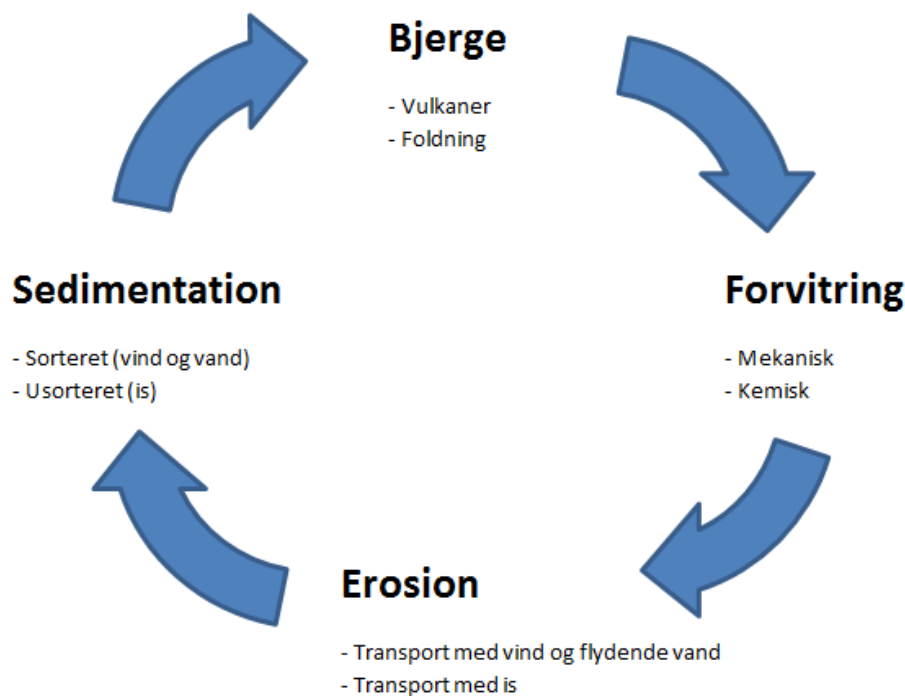 Bjerge
- Vulkaner
- Foldning
Forvitring
- Mekanisk
- Kemisk
Erosion
- Transport med vind og flydende vand
- Transport med is
Sedimentation
- Sorteret (vind og vand)
- Usorteret (is)